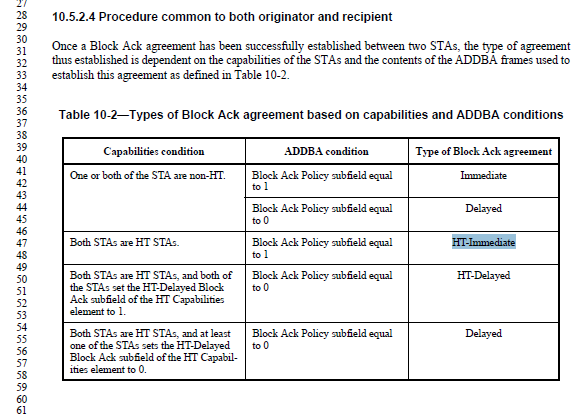 27
28
29
30
31
32
33
34
35
36
37
38
39
40
41
42
43
44
45
46
47
48
49
50
51
52
53
54
55
56
57
58
59
60
61
10.5.2.4 Procedure common to both originator and recipient
Once a Block Ack agreement has been successfully established between two STAs, the type of agreement
thus established is dependent on the capabilities of the STAs and the contents of the ADDBA frames used to
establish this agreement as defined in Table 10-2.
Table 10-2—Types of Block Ack agreement based on capabilities and ADDBA conditions
Capabilities condition ADDBA condition Type of Block Ack agreement
One or both of the STA are non-HT. Block Ack Policy subfield equal Immediate
to 1
Block Ack Policy subfield equal Delayed
to 0
Both STAs are HT STAs. Block Ack Policy subfield equal HT-Immediate
to 1
Both STAs are HT STAs, and both of Block Ack Policy subfield equal HT-Delayed
the STAs set the HT-Delayed Block to 0
Ack subfield of the HT Capabilities
element to 1.
Both STAs are HT STAs, and at least Block Ack Policy subfield equal Delayed
one of the STAs sets the HT-Delayed to 0
Block Ack subfield of the HT Capabil-
ities element to 0.